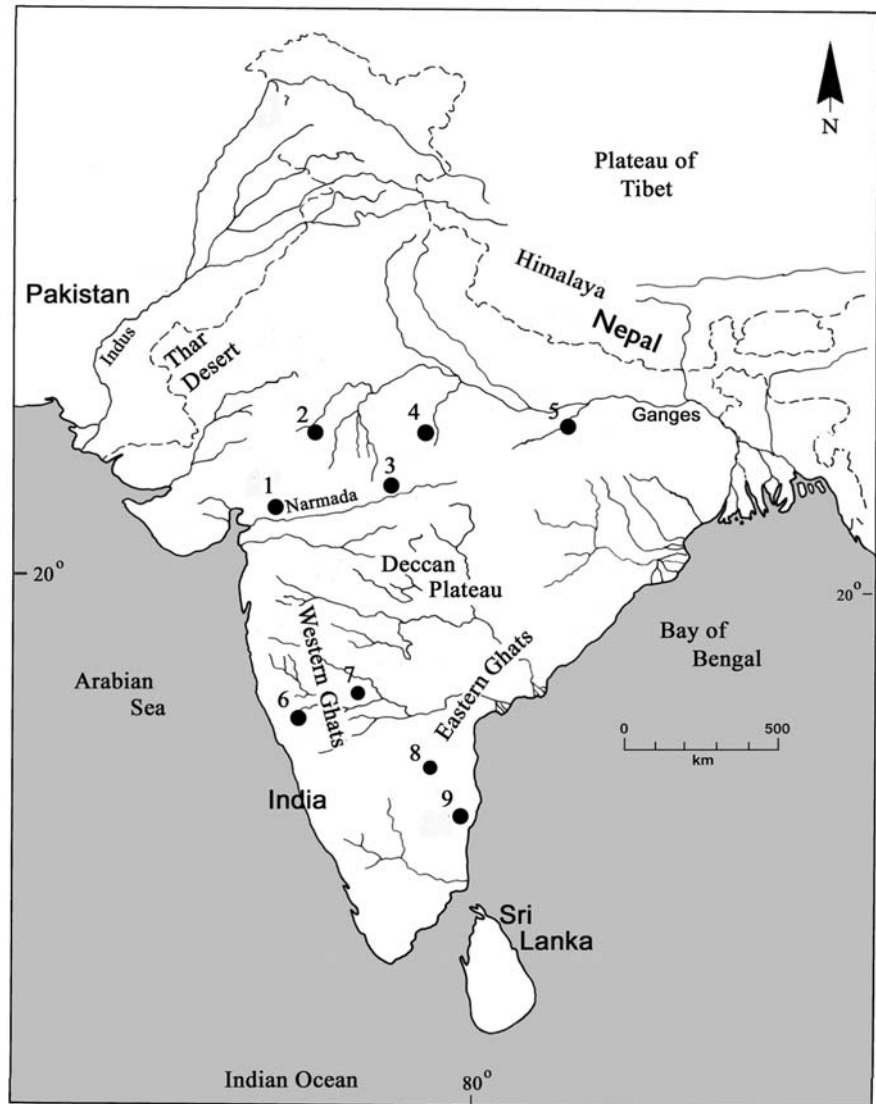 N
Plateau of
Tibet
Himalaya
Pakistan
Nepal
Indus
Thar
Desert
2
4
5
Ganges
3
1
Narmada
Deccan
Plateau
20°
20°
Bay of
Bengal
Western Ghats
Eastern Ghats
Arabian
Sea
7
6
0 500
km
8
India
9
Sri
Lanka
Indian Ocean
80°